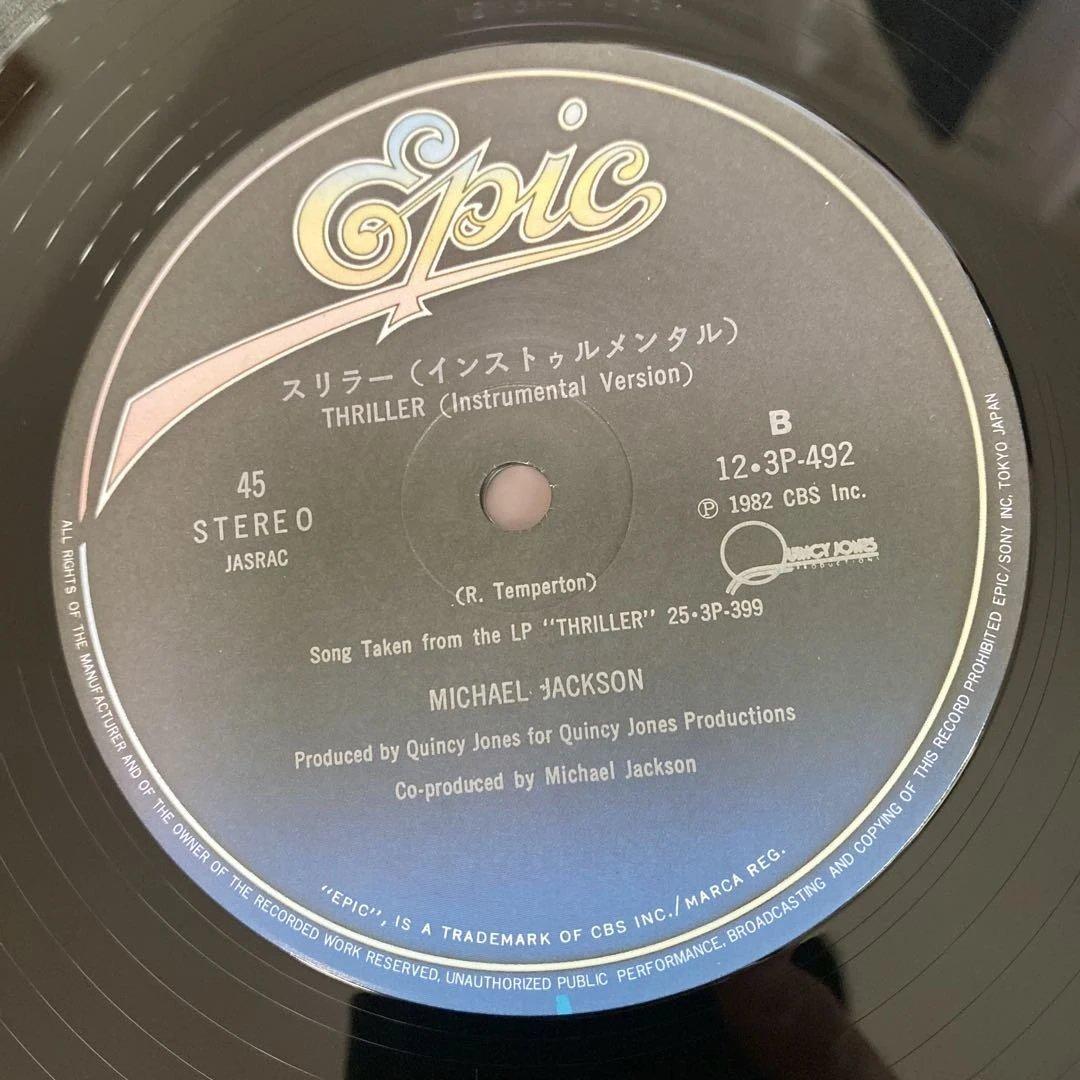 Epic
スリラー（インストゥルメンタル）
THRILLER (Instrumental Version)
45
STEREO
JASRAC
B
12・3P-492
Ⓟ 1982 CBS Inc.
QUINCY JONES
PRODUCTIONS
(R. Temperton)
Song Taken from the LP "THRILLER" 25・3P-399
MICHAEL JACKSON
Produced by Quincy Jones for Quincy Jones Productions
Co-produced by Michael Jackson
"EPIC", IS A TRADEMARK OF CBS INC./MARCA REG.
ALL RIGHTS OF THE MANUFACTURER AND OF THE OWNER OF THE RECORDED WORK RESERVED, UNAUTHORIZED PUBLIC PERFORMANCE, BROADCASTING AND COPYING OF THIS RECORD PROHIBITED EPIC/SONY INC, TOKYO JAPAN